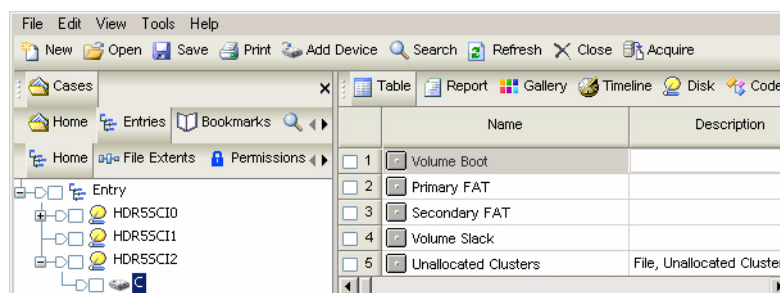 File Edit View Tools Help
New Open Save Print Add Device Search Refresh Close Acquire
Cases
Table Report Gallery Timeline Disk Code
Home Entries Bookmarks
Name Description
Home File Extents Permissions
1 Volume Boot
Entry
2 Primary FAT
HDR5SCI0
3 Secondary FAT
HDR5SCI1
4 Volume Slack
HDR5SCI2
5 Unallocated Clusters File, Unallocated Cluste
C